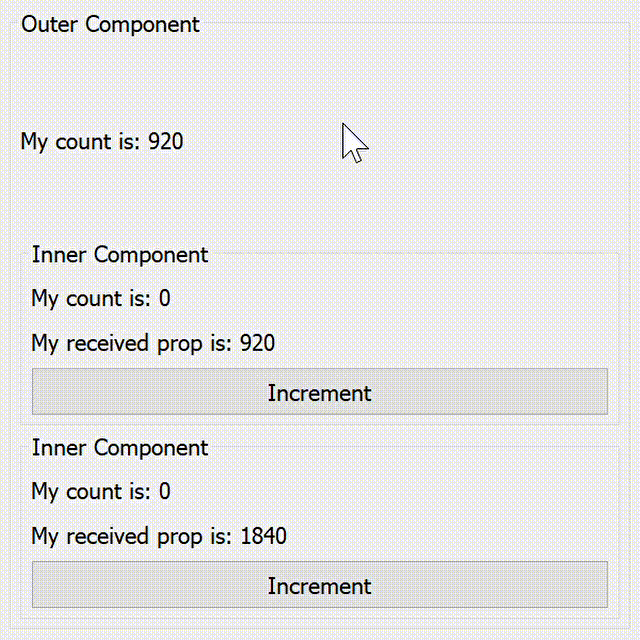 Outer Component
My count is: 920
Inner Component
My count is: 0
My received prop is: 920
Increment
Inner Component
My count is: 0
My received prop is: 1840
Increment